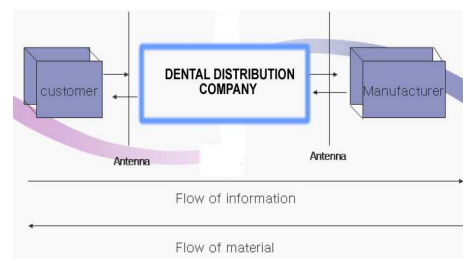 customer
DENTAL DISTRIBUTION
COMPANY
Manufacturer
Antenna
Antenna
Flow of information
Flow of material